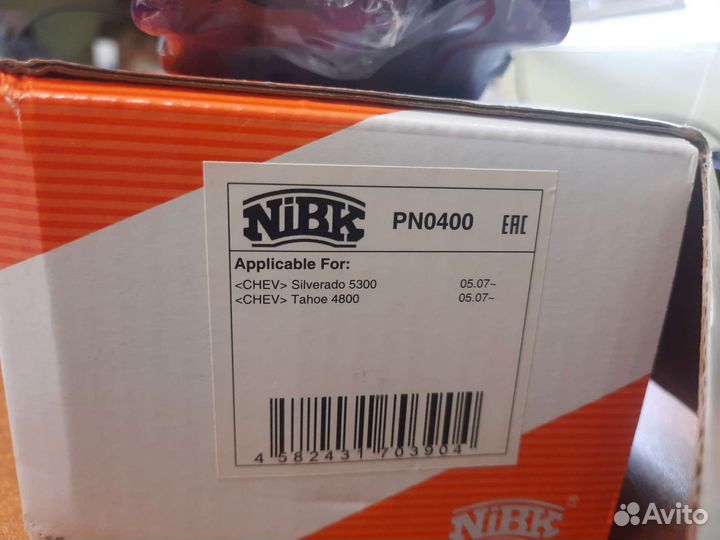 NiBK PN0400 EAC
Applicable For:
<CHEV> Silverado 5300 05.07~
<CHEV> Tahoe 4800 05.07~
4 582431 703904
NiBK ®
Avito